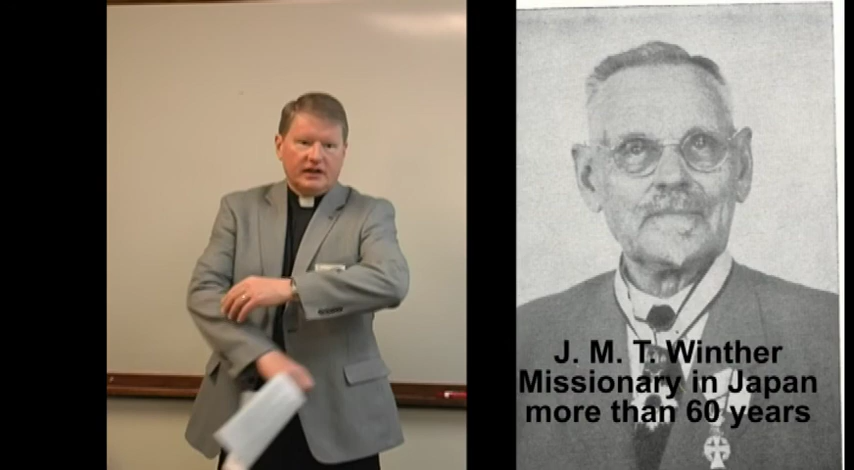 J. M. T. Winther
Missionary in Japan
more than 60 years